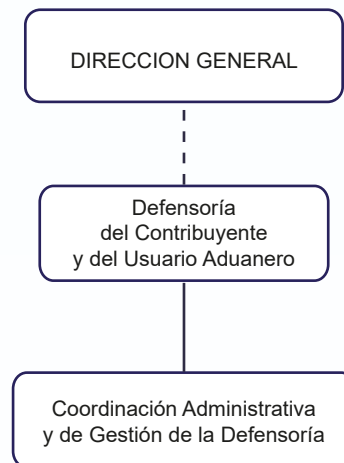 DIRECCION GENERAL
Defensoría
del Contribuyente
y del Usuario Aduanero
Coordinación Administrativa
y de Gestión de la Defensoría